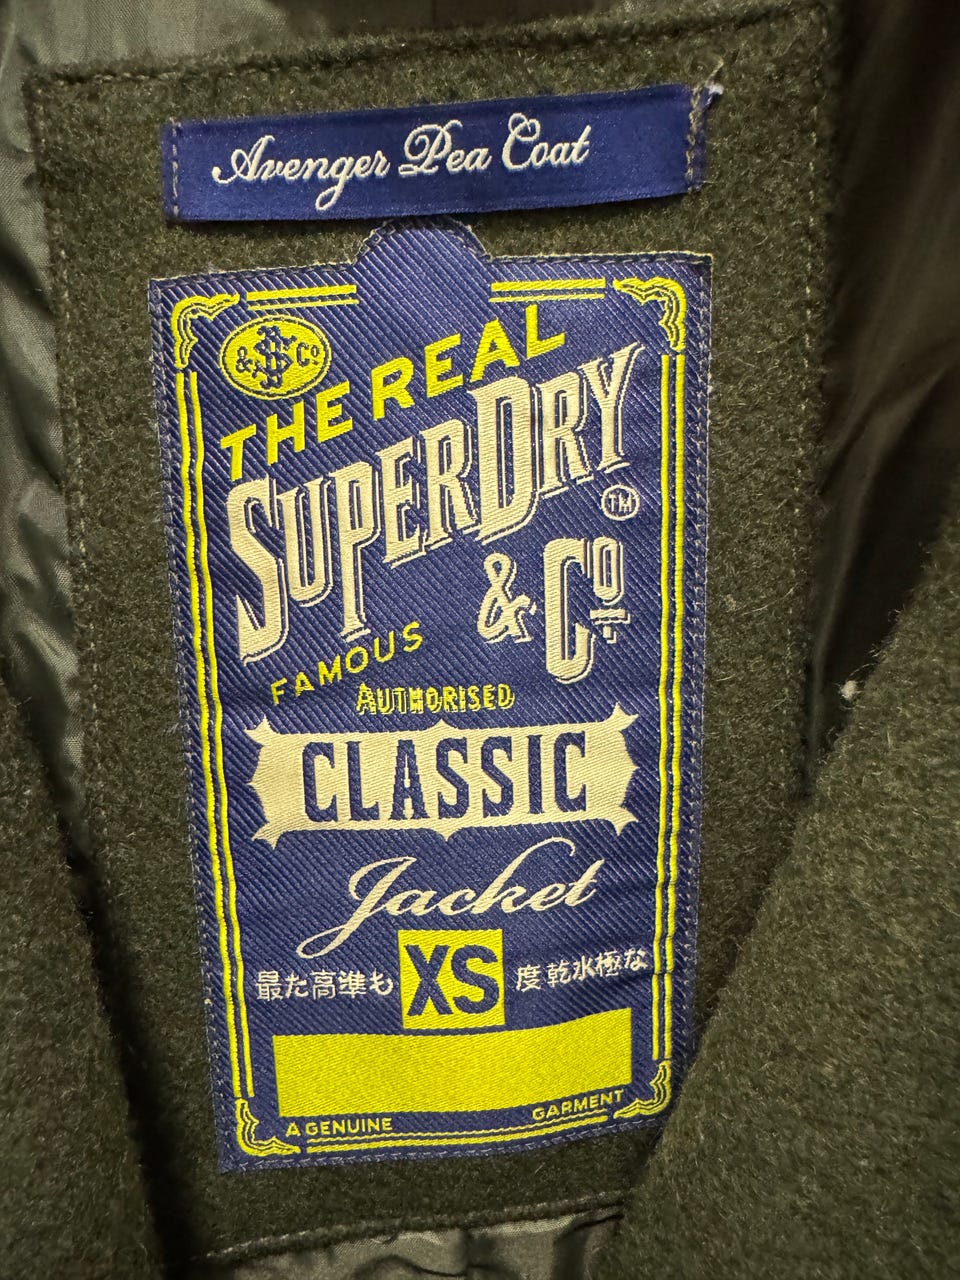 Avenger Pea Coat
& $ Co
THE REAL
SUPERDRY
TM
& Co.
FAMOUS
AUTHORISED
CLASSIC
Jacket
最た高準も XS 度乾氷極な
A GENUINE GARMENT